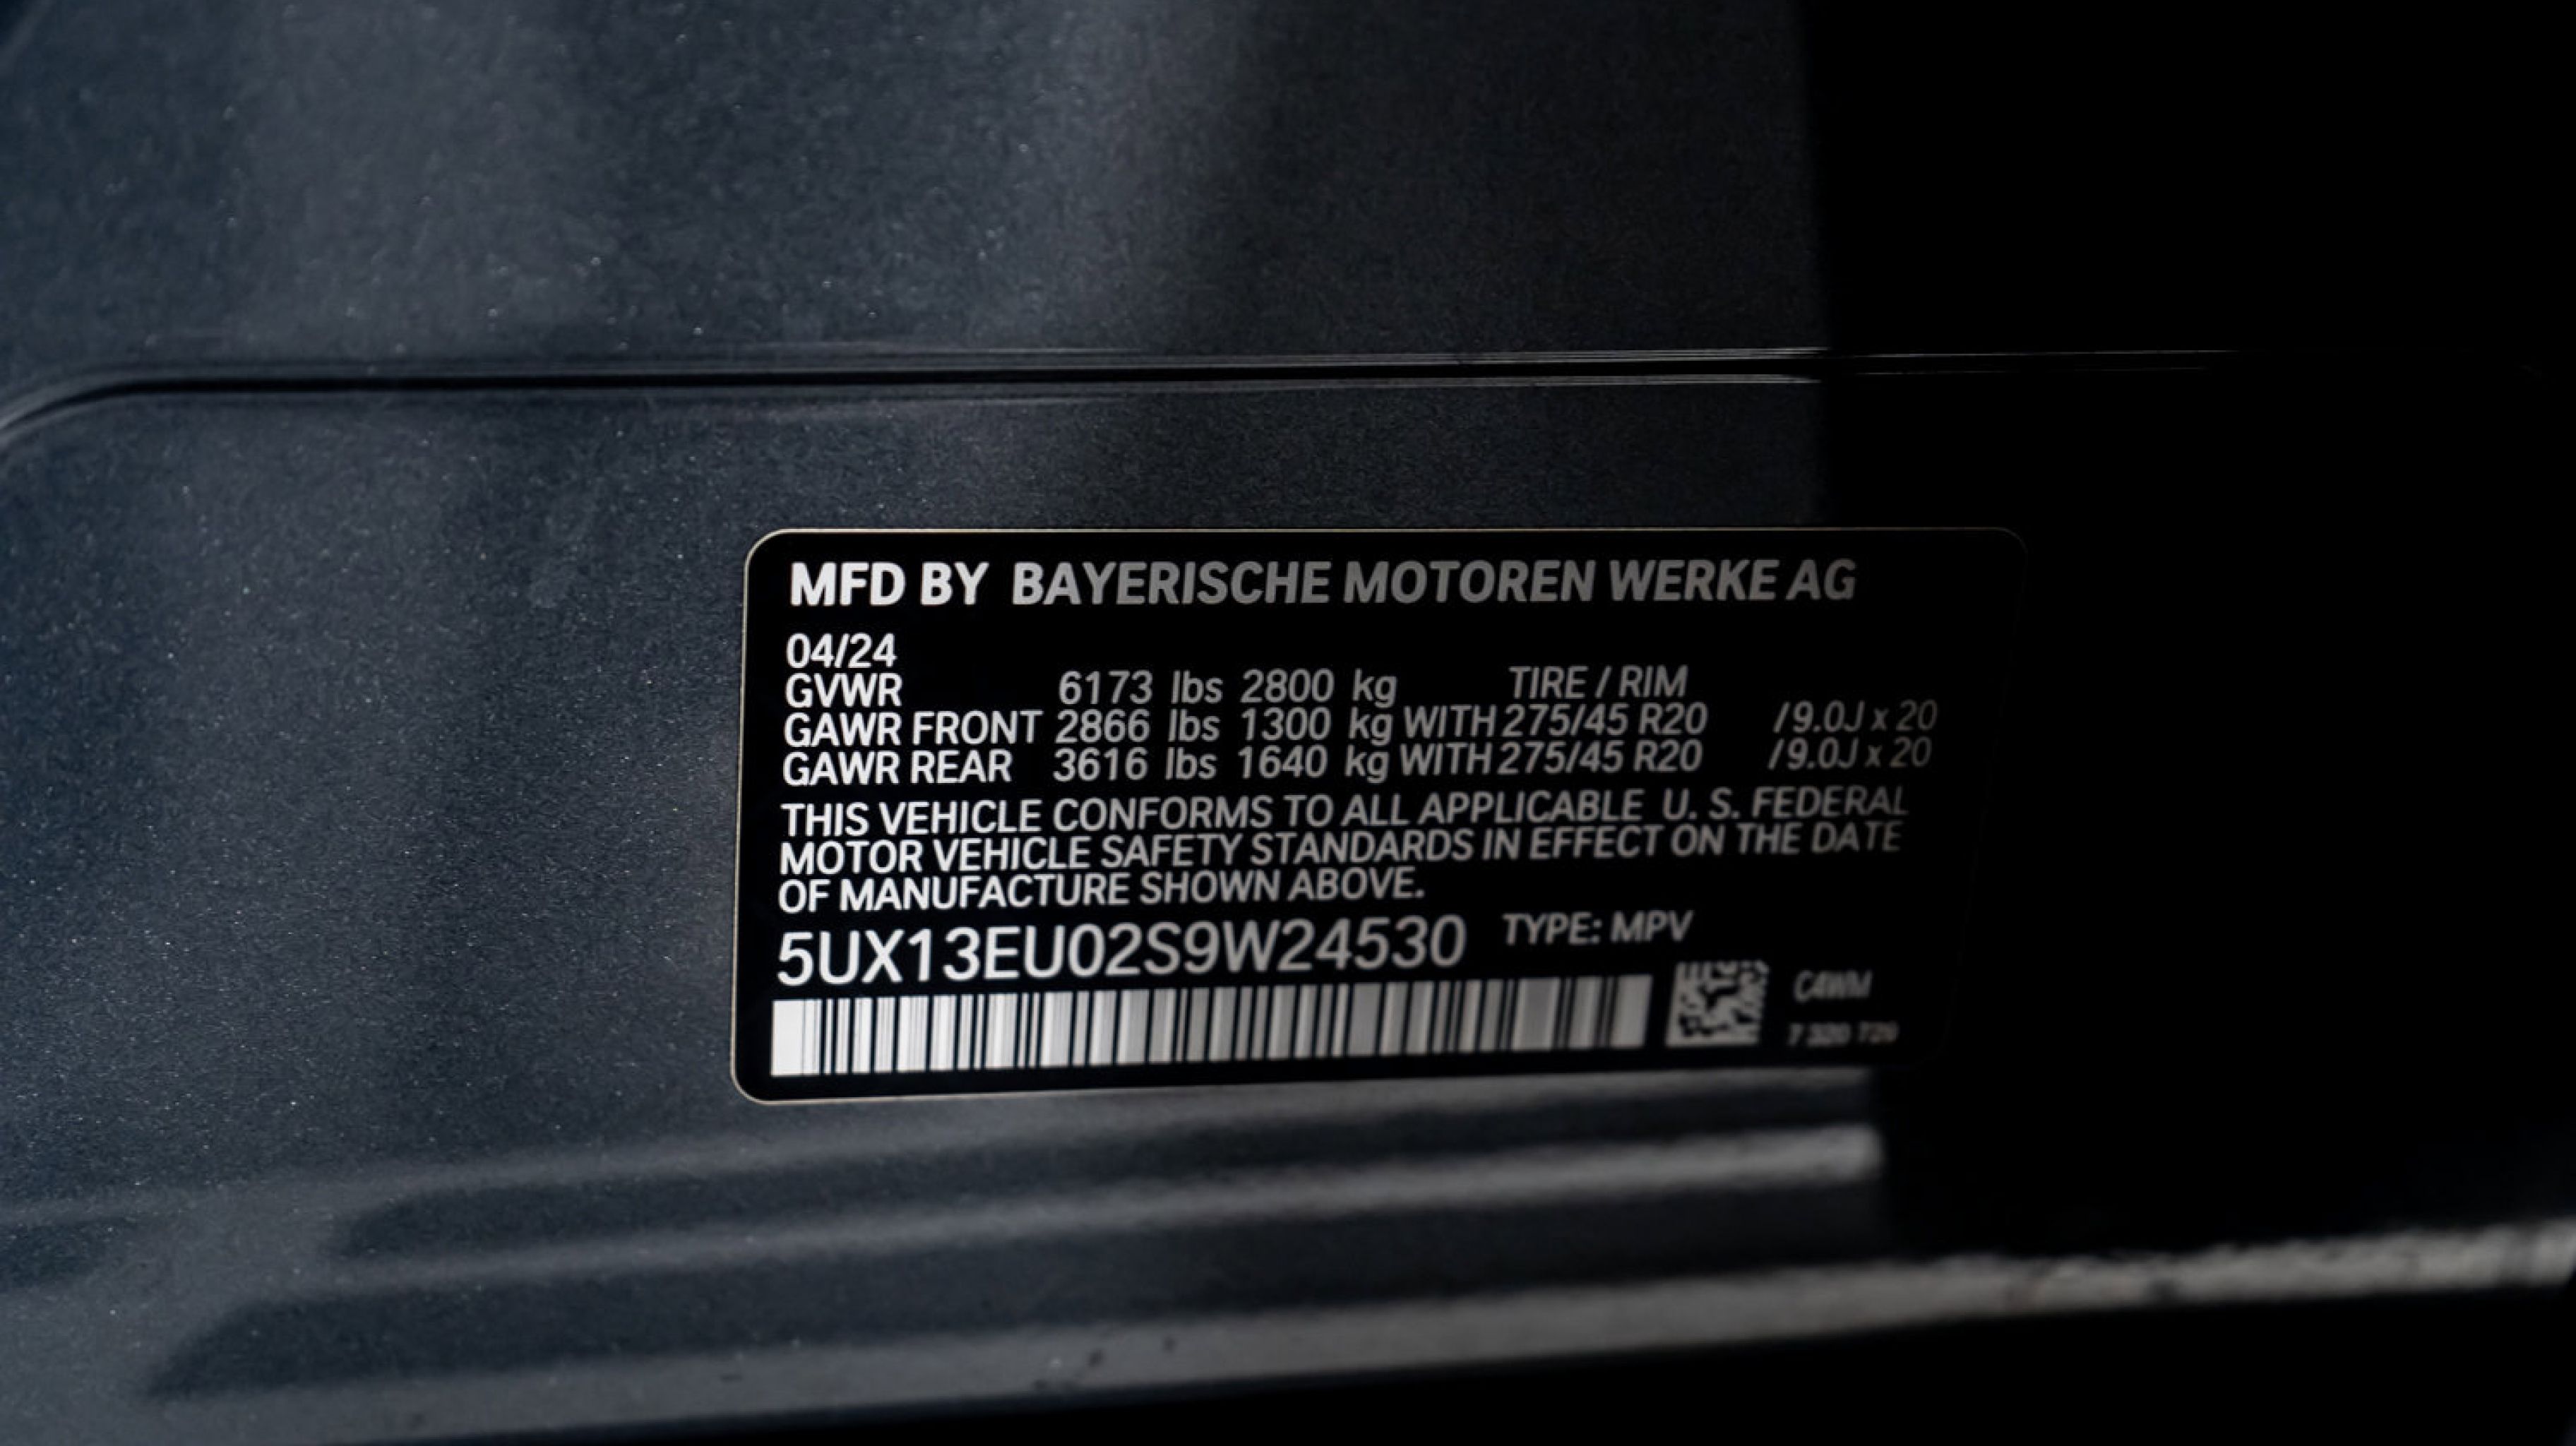 MFD BY BAYERISCHE MOTOREN WERKE AG
04/24
GVWR 6173 lbs 2800 kg TIRE / RIM
GAWR FRONT 2866 lbs 1300 kg WITH 275/45 R20 /9.0J x 20
GAWR REAR 3616 lbs 1640 kg WITH 275/45 R20 /9.0J x 20
THIS VEHICLE CONFORMS TO ALL APPLICABLE U. S. FEDERAL
MOTOR VEHICLE SAFETY STANDARDS IN EFFECT ON THE DATE
OF MANUFACTURE SHOWN ABOVE.
5UX13EU02S9W24530 TYPE: MPV
C4WM